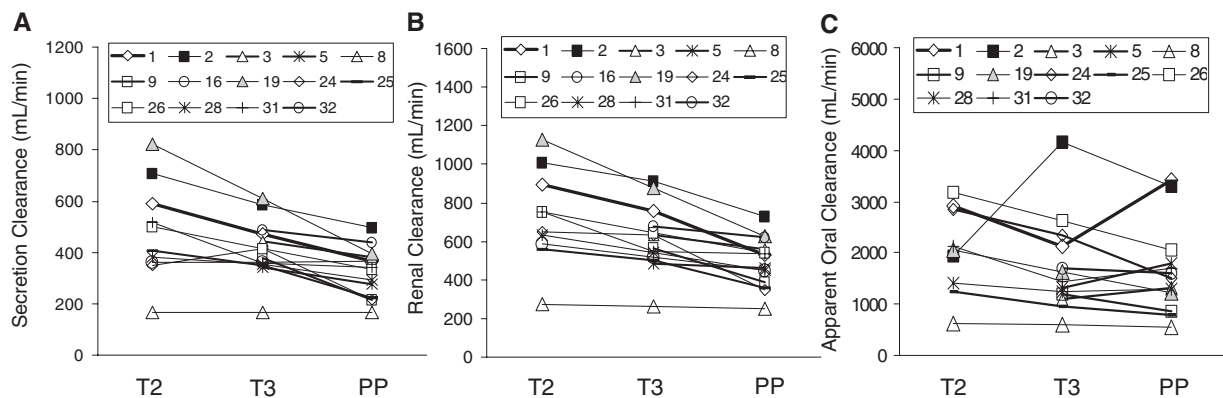 A
Secretion Clearance (mL/min)
1200
1000
800
600
400
200
0
1 2 3 5 8
9 16 19 24 25
26 28 31 32
T2 T3 PP
B
Renal Clearance (mL/min)
1600
1400
1200
1000
800
600
400
200
0
1 2 3 5 8
9 16 19 24 25
26 28 31 32
T2 T3 PP
C
Apparent Oral Clearance (mL/min)
6000
5000
4000
3000
2000
1000
0
1 2 3 5 8
9 19 24 25 26
28 31 32
T2 T3 PP